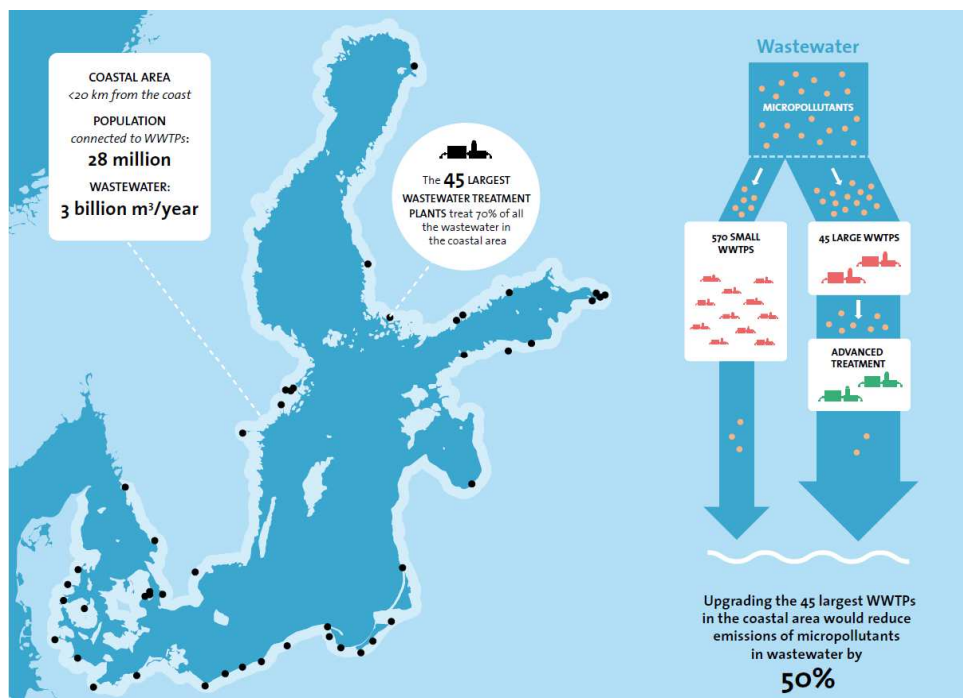 COASTAL AREA
<20 km from the coast
POPULATION
connected to WWTPs:
28 million
WASTEWATER:
3 billion m³/year
The 45 LARGEST
WASTEWATER TREATMENT
PLANTS treat 70% of all
the wastewater in
the coastal area
Wastewater
MICROPOLLUTANTS
570 SMALL
WWTPS
45 LARGE WWTPS
ADVANCED
TREATMENT
Upgrading the 45 largest WWTPs
in the coastal area would reduce
emissions of micropollutants
in wastewater by
50%